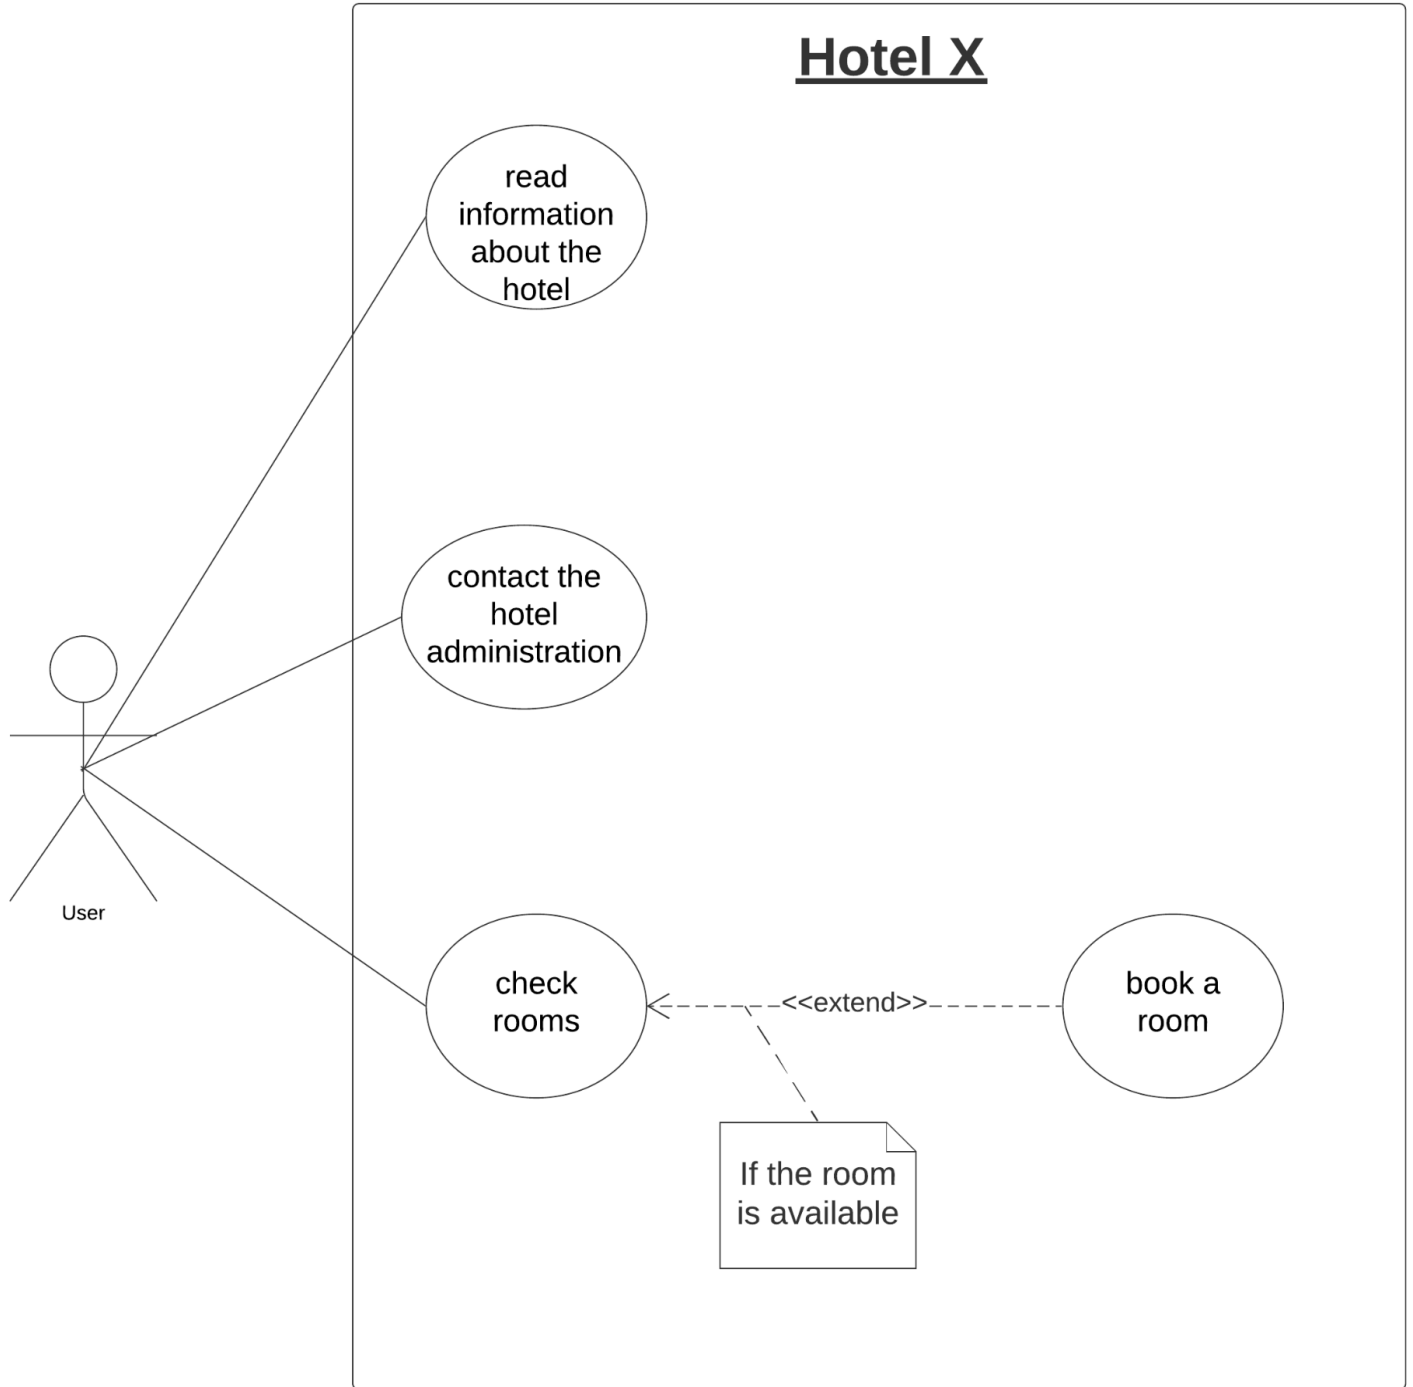 Hotel X
read
information
about the
hotel
contact the
hotel
administration
User
check
rooms
<<extend>>
book a
room
If the room
is available